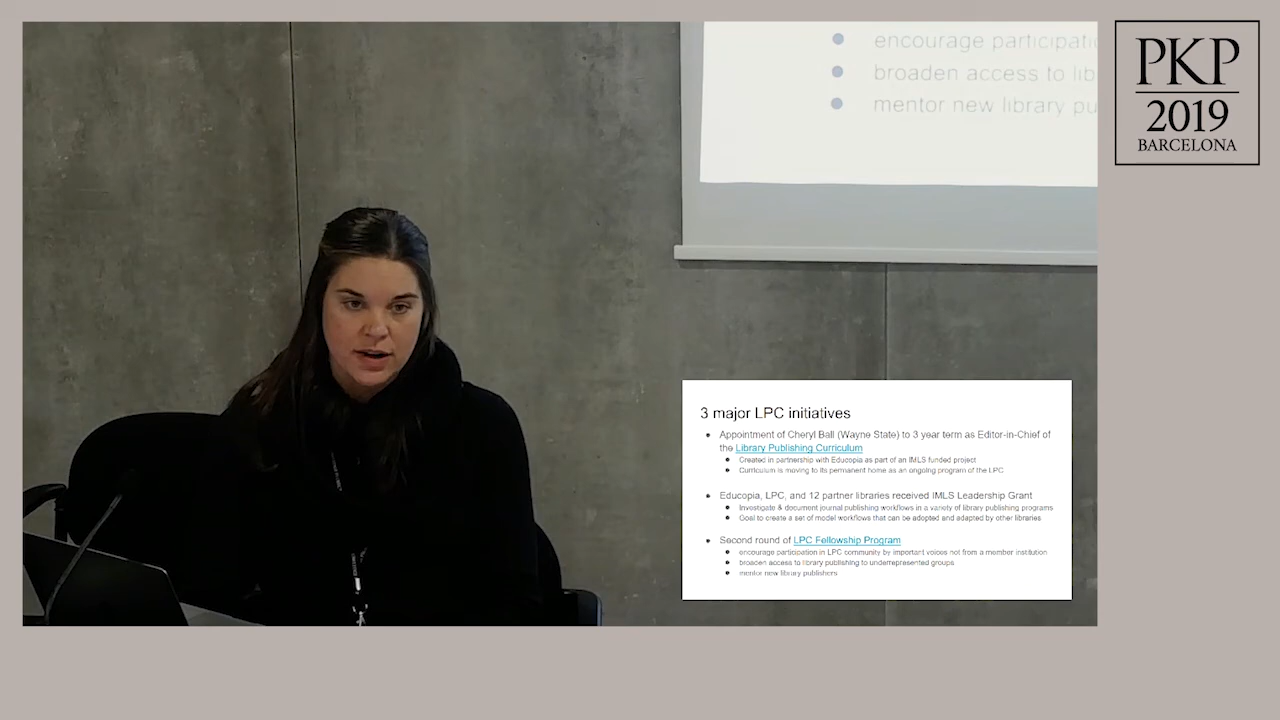 encourage participati
broaden access to lib
mentor new library pu
PKP
2019
BARCELONA
3 major LPC initiatives
Appointment of Cheryl Ball (Wayne State) to 3 year term as Editor-in-Chief of
the Library Publishing Curriculum
Created in partnership with Educopia as part of an IMLS funded project
Curriculum is moving to its permanent home as an ongoing program of the LPC
Educopia, LPC, and 12 partner libraries received IMLS Leadership Grant
Investigate & document journal publishing workflows in a variety of library publishing programs
Goal to create a set of model workflows that can be adopted and adapted by other libraries
Second round of LPC Fellowship Program
encourage participation in LPC community by important voices not from a member institution
broaden access to library publishing to underrepresented groups
mentor new library publishers